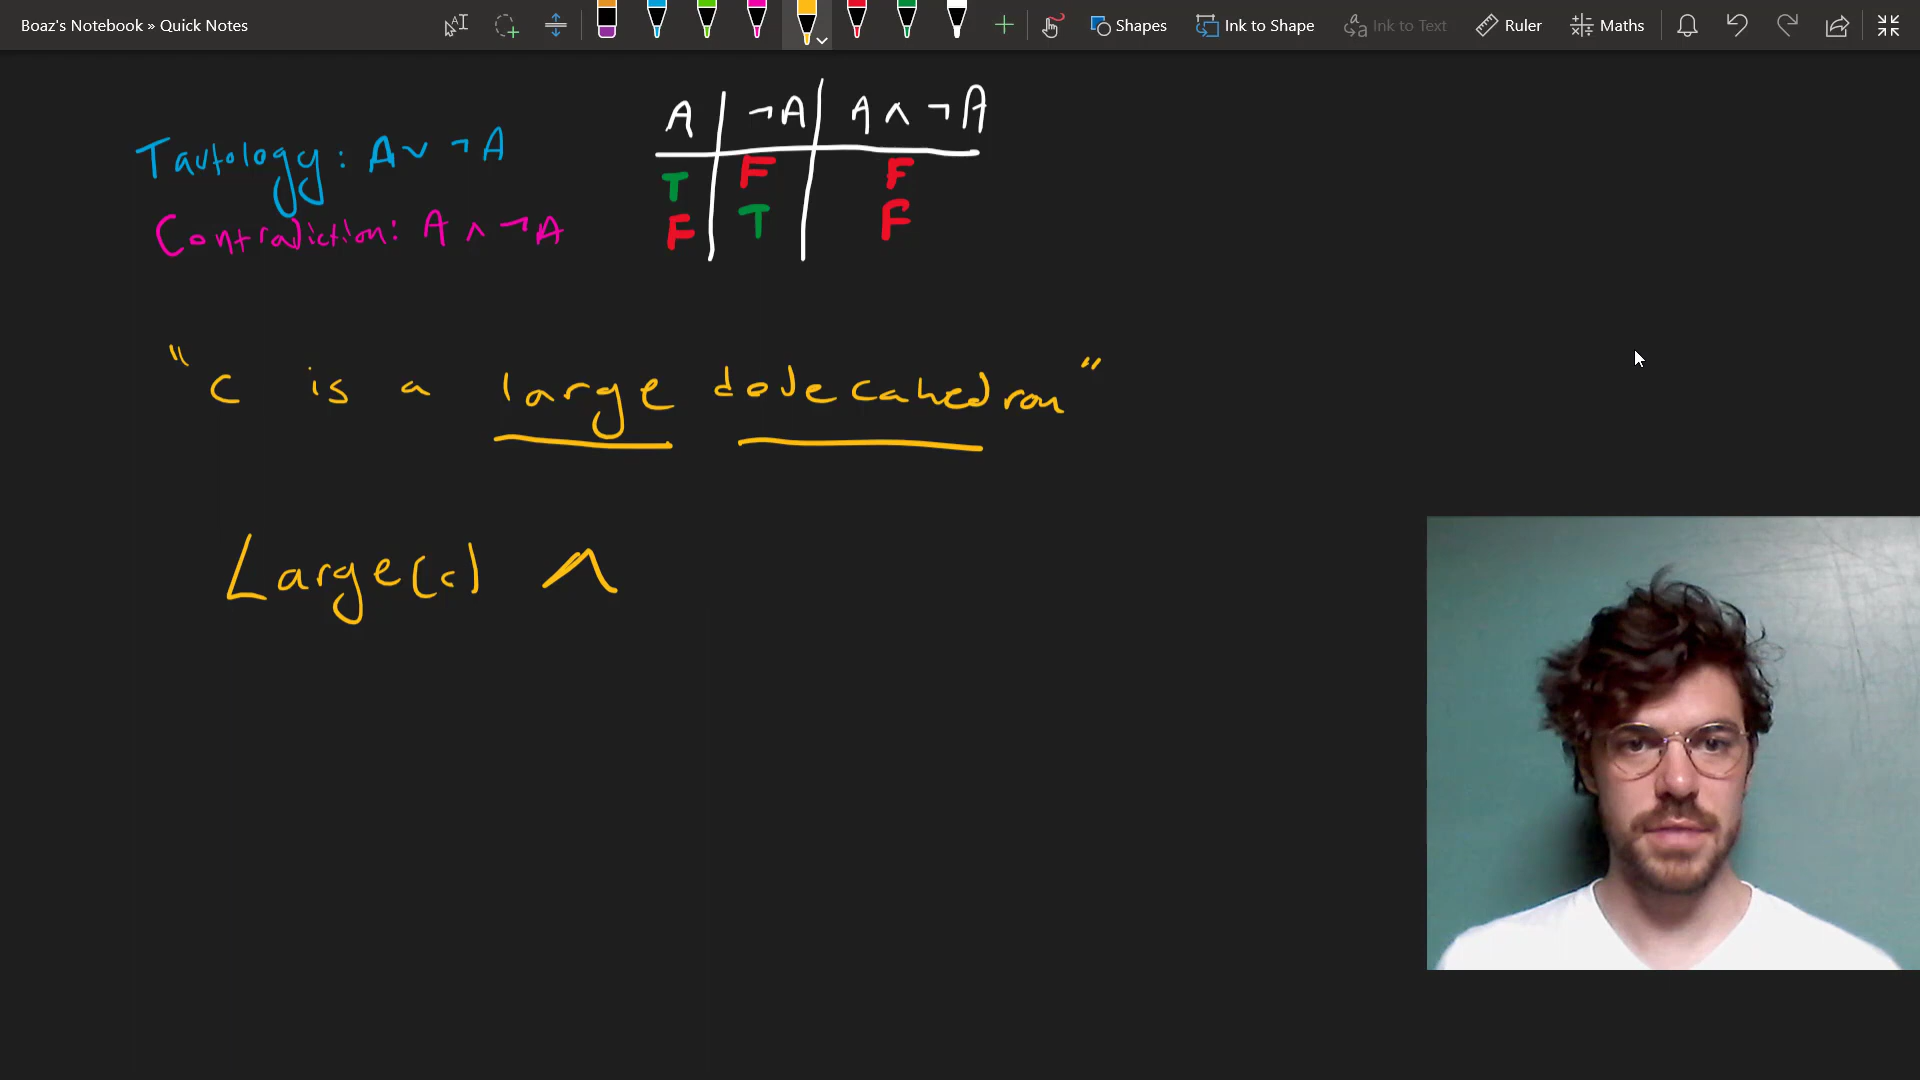 Boaz's Notebook » Quick Notes
Shapes
Ink to Shape
Ink to Text
Ruler
Maths
Tautology: A ∨ ¬A
Contradiction: A ∧ ¬A
A | ¬A | A ∧ ¬A
T | F | F
F | T | F
"c is a large dodecahedron"
Large(c) ∧